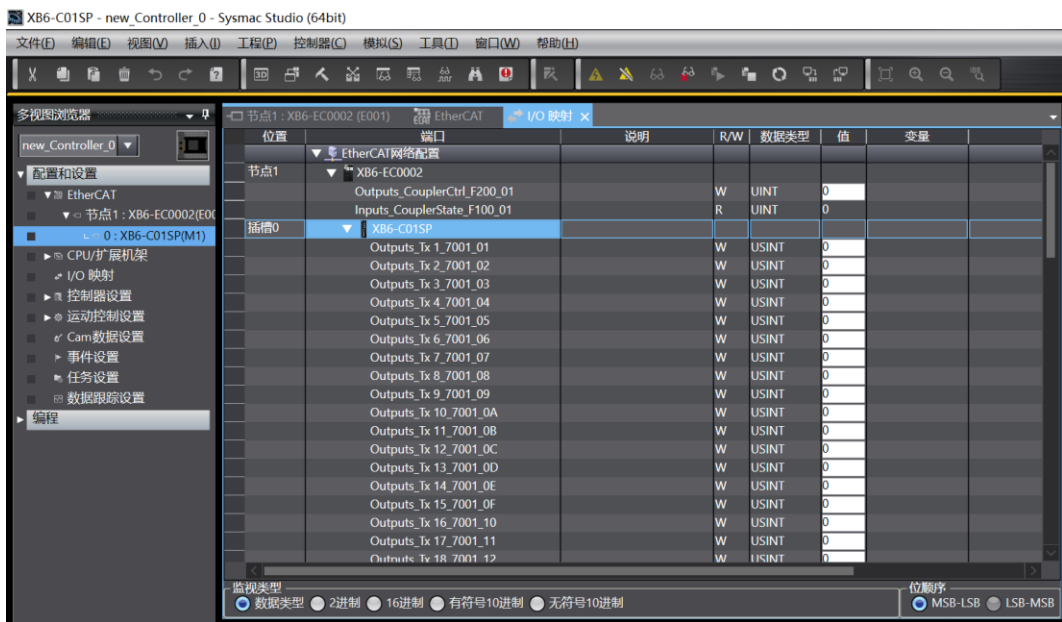 XB6-C01SP - new_Controller_0 - Sysmac Studio (64bit)
文件(F) 编辑(E) 视图(V) 插入(I) 工程(P) 控制器(C) 模拟(S) 工具(T) 窗口(W) 帮助(H)
多视图浏览器
new_Controller_0
配置和设置
EtherCAT
节点1 : XB6-EC0002(E00
0 : XB6-C01SP(M1)
CPU/扩展机架
I/O 映射
控制器设置
运动控制设置
Cam数据设置
事件设置
任务设置
数据跟踪设置
编程
节点1 : XB6-EC0002 (E001) EtherCAT I/O 映射
位置 端口 说明 R/W 数据类型 值 变量
EtherCAT网络配置
节点1 XB6-EC0002
Outputs_CouplerCtrl_F200_01 W UINT 0
Inputs_CouplerState_F100_01 R UINT 0
插槽0 XB6-C01SP
Outputs_Tx 1_7001_01 W USINT 0
Outputs_Tx 2_7001_02 W USINT 0
Outputs_Tx 3_7001_03 W USINT 0
Outputs_Tx 4_7001_04 W USINT 0
Outputs_Tx 5_7001_05 W USINT 0
Outputs_Tx 6_7001_06 W USINT 0
Outputs_Tx 7_7001_07 W USINT 0
Outputs_Tx 8_7001_08 W USINT 0
Outputs_Tx 9_7001_09 W USINT 0
Outputs_Tx 10_7001_0A W USINT 0
Outputs_Tx 11_7001_0B W USINT 0
Outputs_Tx 12_7001_0C W USINT 0
Outputs_Tx 13_7001_0D W USINT 0
Outputs_Tx 14_7001_0E W USINT 0
Outputs_Tx 15_7001_0F W USINT 0
Outputs_Tx 16_7001_10 W USINT 0
Outputs_Tx 17_7001_11 W USINT 0
Outputs_Tx 18_7001_12 W USINT 0
监视类型 位顺序
数据类型 2进制 16进制 有符号10进制 无符号10进制 MSB-LSB LSB-MSB